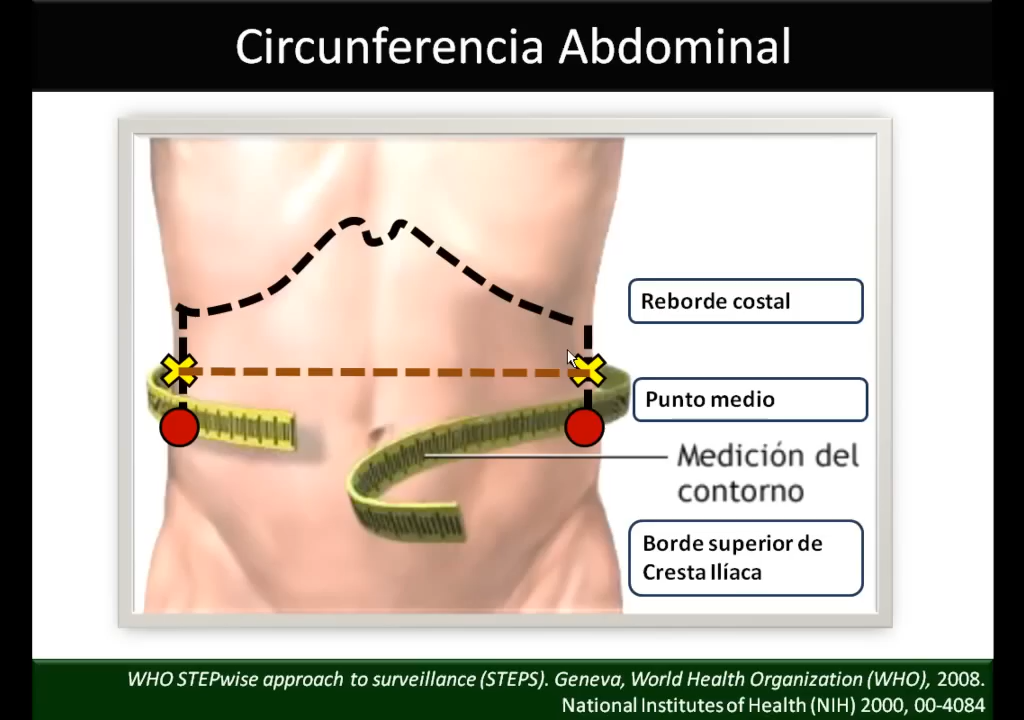 Circunferencia Abdominal
Reborde costal
Punto medio
Medición del
contorno
Borde superior de
Cresta Ilíaca
WHO STEPwise approach to surveillance (STEPS). Geneva, World Health Organization (WHO), 2008.
National Institutes of Health (NIH) 2000, 00-4084